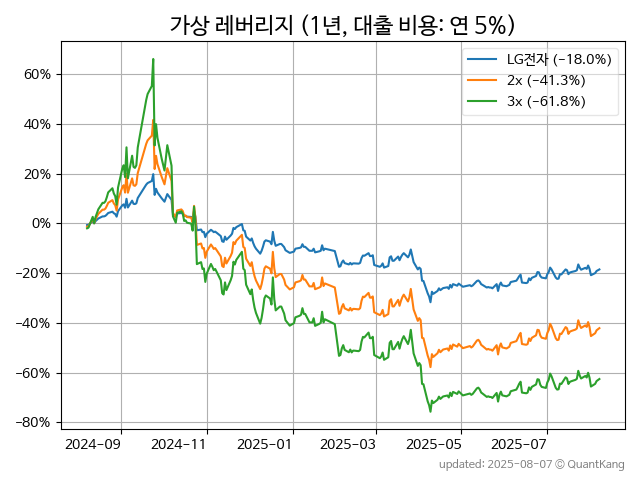 가상 레버리지 (1년, 대출 비용: 연 5%)
LG전자 (−18.0%)
2x (−41.3%)
3x (−61.8%)
60%
40%
20%
0%
−20%
−40%
−60%
−80%
2024-09
2024-11
2025-01
2025-03
2025-05
2025-07
updated: 2025-08-07 © QuantKang